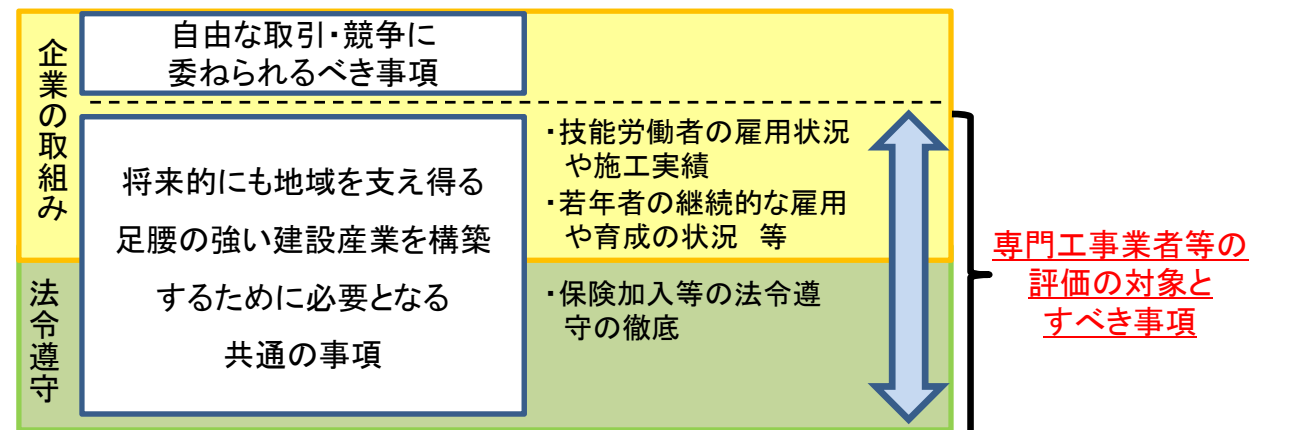 企業の取組み
自由な取引・競争に
委ねられるべき事項
将来的にも地域を支え得る
足腰の強い建設産業を構築
するために必要となる
共通の事項
・技能労働者の雇用状況
や施工実績
・若年者の継続的な雇用
や育成の状況　等
法令遵守
・保険加入等の法令遵
守の徹底
専門工事業者等の
評価の対象と
すべき事項